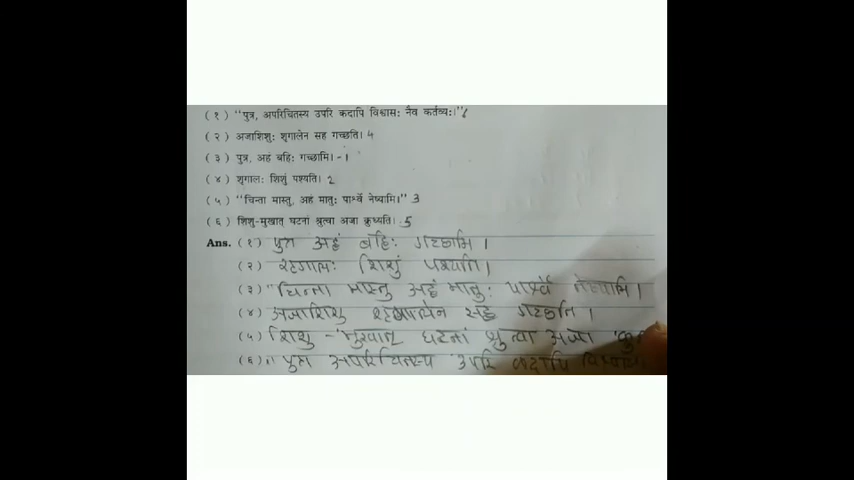 (१) "पुत्र, अपरिचितस्य उपरि कदापि विश्वासः नैव कर्तव्यः।" 6
(२) अजाशिशुः शृगालेन सह गच्छति। 4
(३) पुत्र, अहं बहिः गच्छामि। - 1
(४) शृगालः शिशुं पश्यति। 2
(५) "चिन्ता मास्तु, अहं मातुः पार्श्वे नेष्यामि।" 3
(६) शिशु-मुखात् घटनां श्रुत्वा अजा क्रुध्यति। 5
Ans. (१) पुत्र अहं बहिः गच्छामि।
(२) शृगालः शिशुं पश्यति।
(३) "चिन्ता मास्तु अहं मातुः पार्श्वे नेष्यामि।
(४) अजाशिशु शृगालेन सह गच्छति।
(५) शिशु - मुखात् घटनां श्रुत्वा अजा
(६) "पुत्र अपरिचितस्य उपरि कदापि